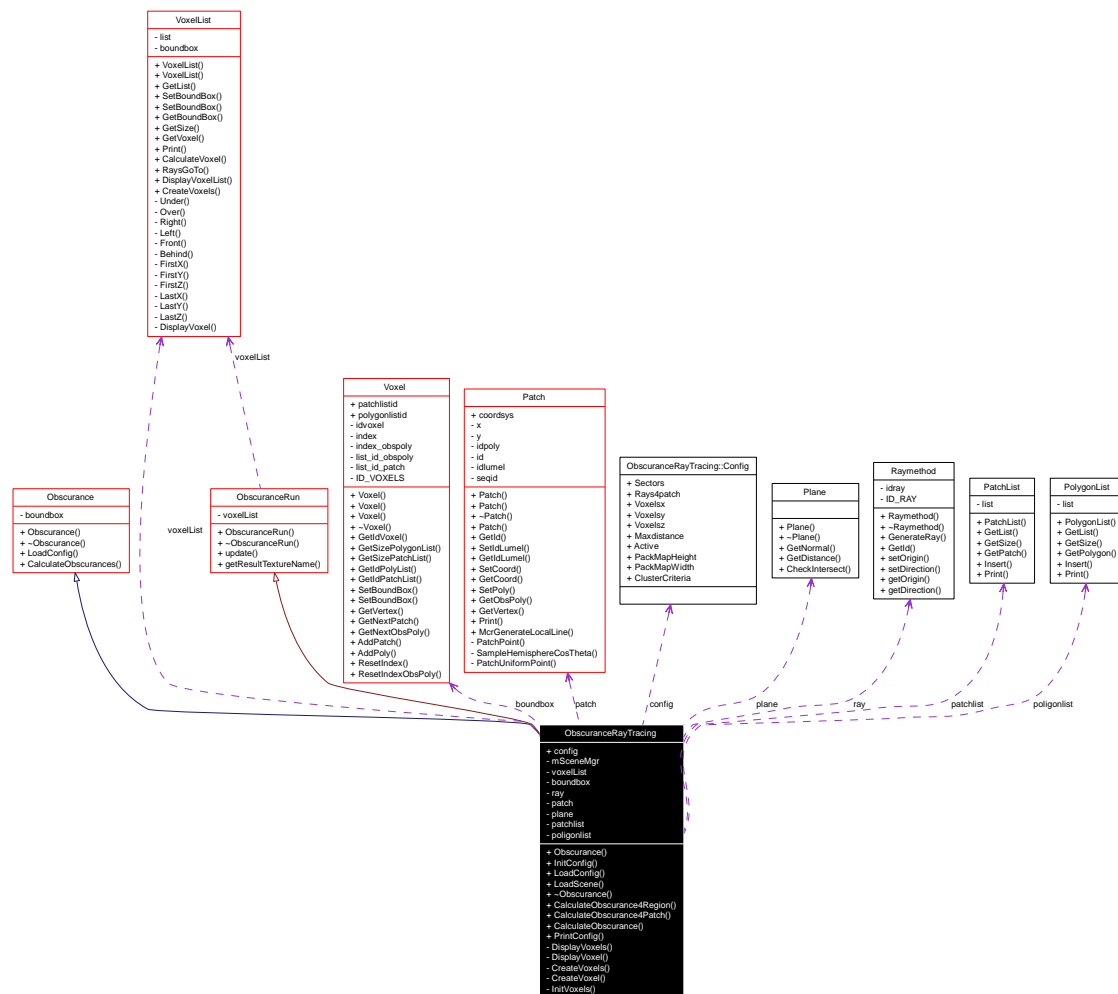 VoxelList
- list
- boundbox
+ VoxelList()
+ VoxelList()
+ GetList()
+ SetBoundBox()
+ SetBoundBox()
+ GetBoundBox()
+ GetSize()
+ GetVoxel()
+ Print()
+ CalculateVoxel()
+ RaysGoTo()
+ DisplayVoxelList()
+ CreateVoxels()
- Under()
- Over()
- Right()
- Left()
- Front()
- Behind()
- FirstX()
- FirstY()
- FirstZ()
- LastX()
- LastY()
- LastZ()
- DisplayVoxel()
voxelList
voxelList
Obscurance
- boundbox
+ Obscurance()
+ ~Obscurance()
+ LoadConfig()
+ CalculateObscurances()
ObscuranceRun
- voxelList
+ ObscuranceRun()
+ ~ObscuranceRun()
+ update()
+ getResultTextureName()
Voxel
+ patchlistid
+ polygonlistid
- idvoxel
- index
- index_obspoly
- list_id_obspoly
- list_id_patch
- ID_VOXELS
+ Voxel()
+ Voxel()
+ Voxel()
+ ~Voxel()
+ GetIdVoxel()
+ GetSizePolygonList()
+ GetSizePatchList()
+ GetIdPolyList()
+ GetIdPatchList()
+ SetBoundBox()
+ SetBoundBox()
+ GetVertex()
+ GetNextPatch()
+ GetNextObsPoly()
+ AddPatch()
+ AddPoly()
+ ResetIndex()
+ ResetIndexObsPoly()
Patch
+ coordsys
- x
- y
- idpoly
- id
- idlumel
- seqid
+ Patch()
+ Patch()
+ ~Patch()
+ Patch()
+ GetId()
+ SetIdLumel()
+ GetIdLumel()
+ SetCoord()
+ GetCoord()
+ SetPoly()
+ GetObsPoly()
+ GetVertex()
+ Print()
+ McrGenerateLocalLine()
- PatchPoint()
- SampleHemisphereCosTheta()
- PatchUniformPoint()
ObscuranceRayTracing::Config
+ Sectors
+ Rays4patch
+ Voxelsx
+ Voxelsy
+ Voxelsz
+ Maxdistance
+ Active
+ PackMapHeight
+ PackMapWidth
+ ClusterCriteria
Plane
+ Plane()
+ ~Plane()
+ GetNormal()
+ GetDistance()
+ CheckIntersect()
Raymethod
- idray
- ID_RAY
+ Raymethod()
+ ~Raymethod()
+ GenerateRay()
+ GetId()
+ setOrigin()
+ setDirection()
+ getOrigin()
+ getDirection()
PatchList
- list
+ PatchList()
+ GetList()
+ GetSize()
+ GetPatch()
+ Insert()
+ Print()
PolygonList
- list
+ PolygonList()
+ GetList()
+ GetSize()
+ GetPolygon()
+ Insert()
+ Print()
boundbox
patch
config
plane
ray
patchlist
poligonlist
ObscuranceRayTracing
+ config
- mSceneMgr
- voxelList
- boundbox
- ray
- patch
- plane
- patchlist
- poligonlist
+ Obscurance()
+ InitConfig()
+ LoadConfig()
+ LoadScene()
+ ~Obscurance()
+ CalculateObscurance4Region()
+ CalculateObscurance4Patch()
+ CalculateObscurance()
+ PrintConfig()
- DisplayVoxels()
- DisplayVoxel()
- CreateVoxels()
- CreateVoxel()
- InitVoxels()